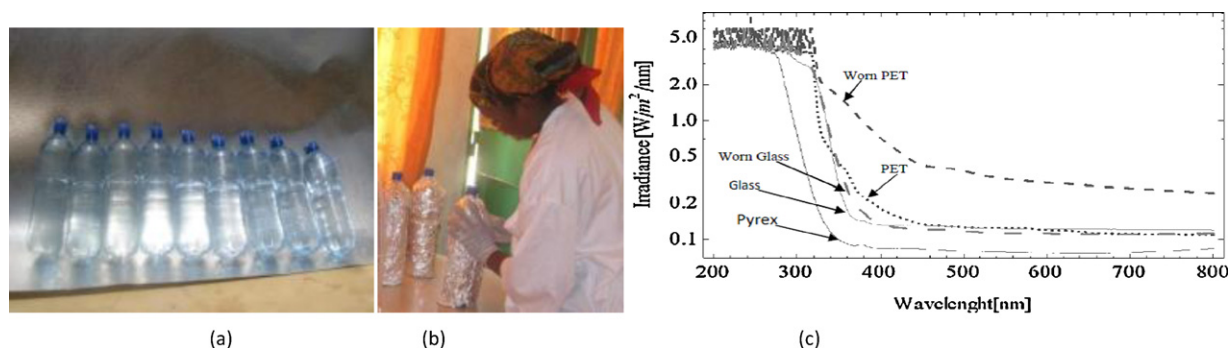 5.0
2.0
1.0
0.5
0.2
0.1
Irradiance[W/m²/nm]
Worn PET
Worn Glass
PET
Glass
Pyrex
200 300 400 500 600 700 800
Wavelenght[nm]
(a) (b) (c)